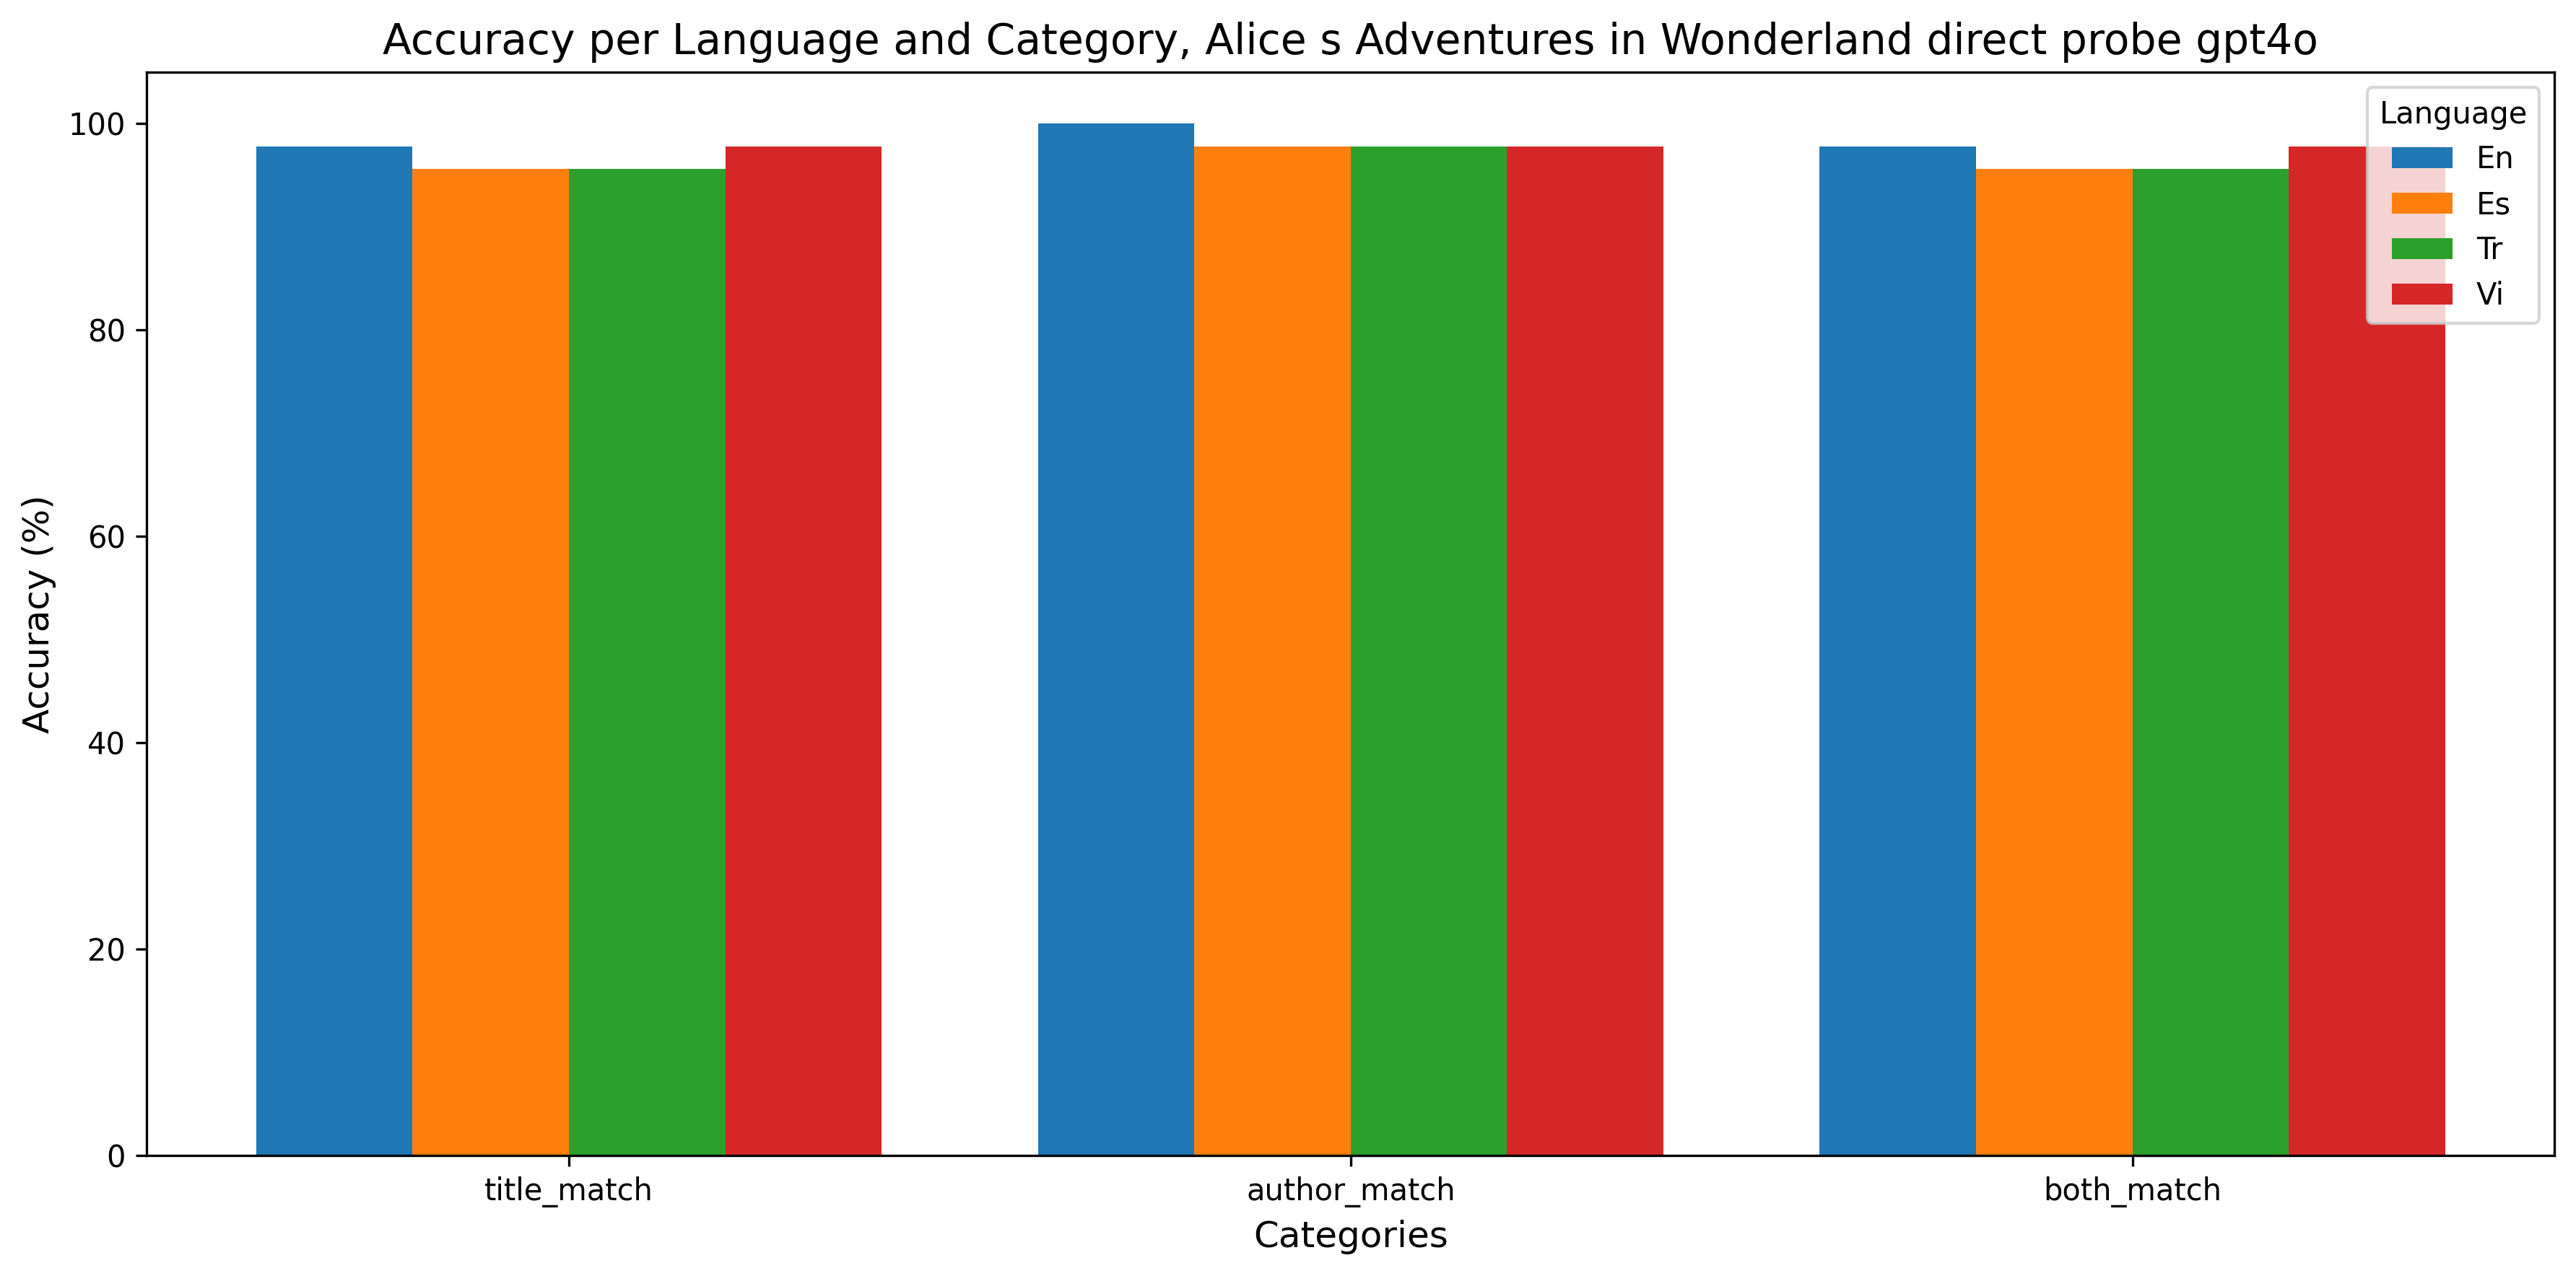 Accuracy per Language and Category, Alice s Adventures in Wonderland direct probe gpt4o
Language
En
Es
Tr
Vi
Accuracy (%)
100
80
60
40
20
0
title_match
author_match
both_match
Categories